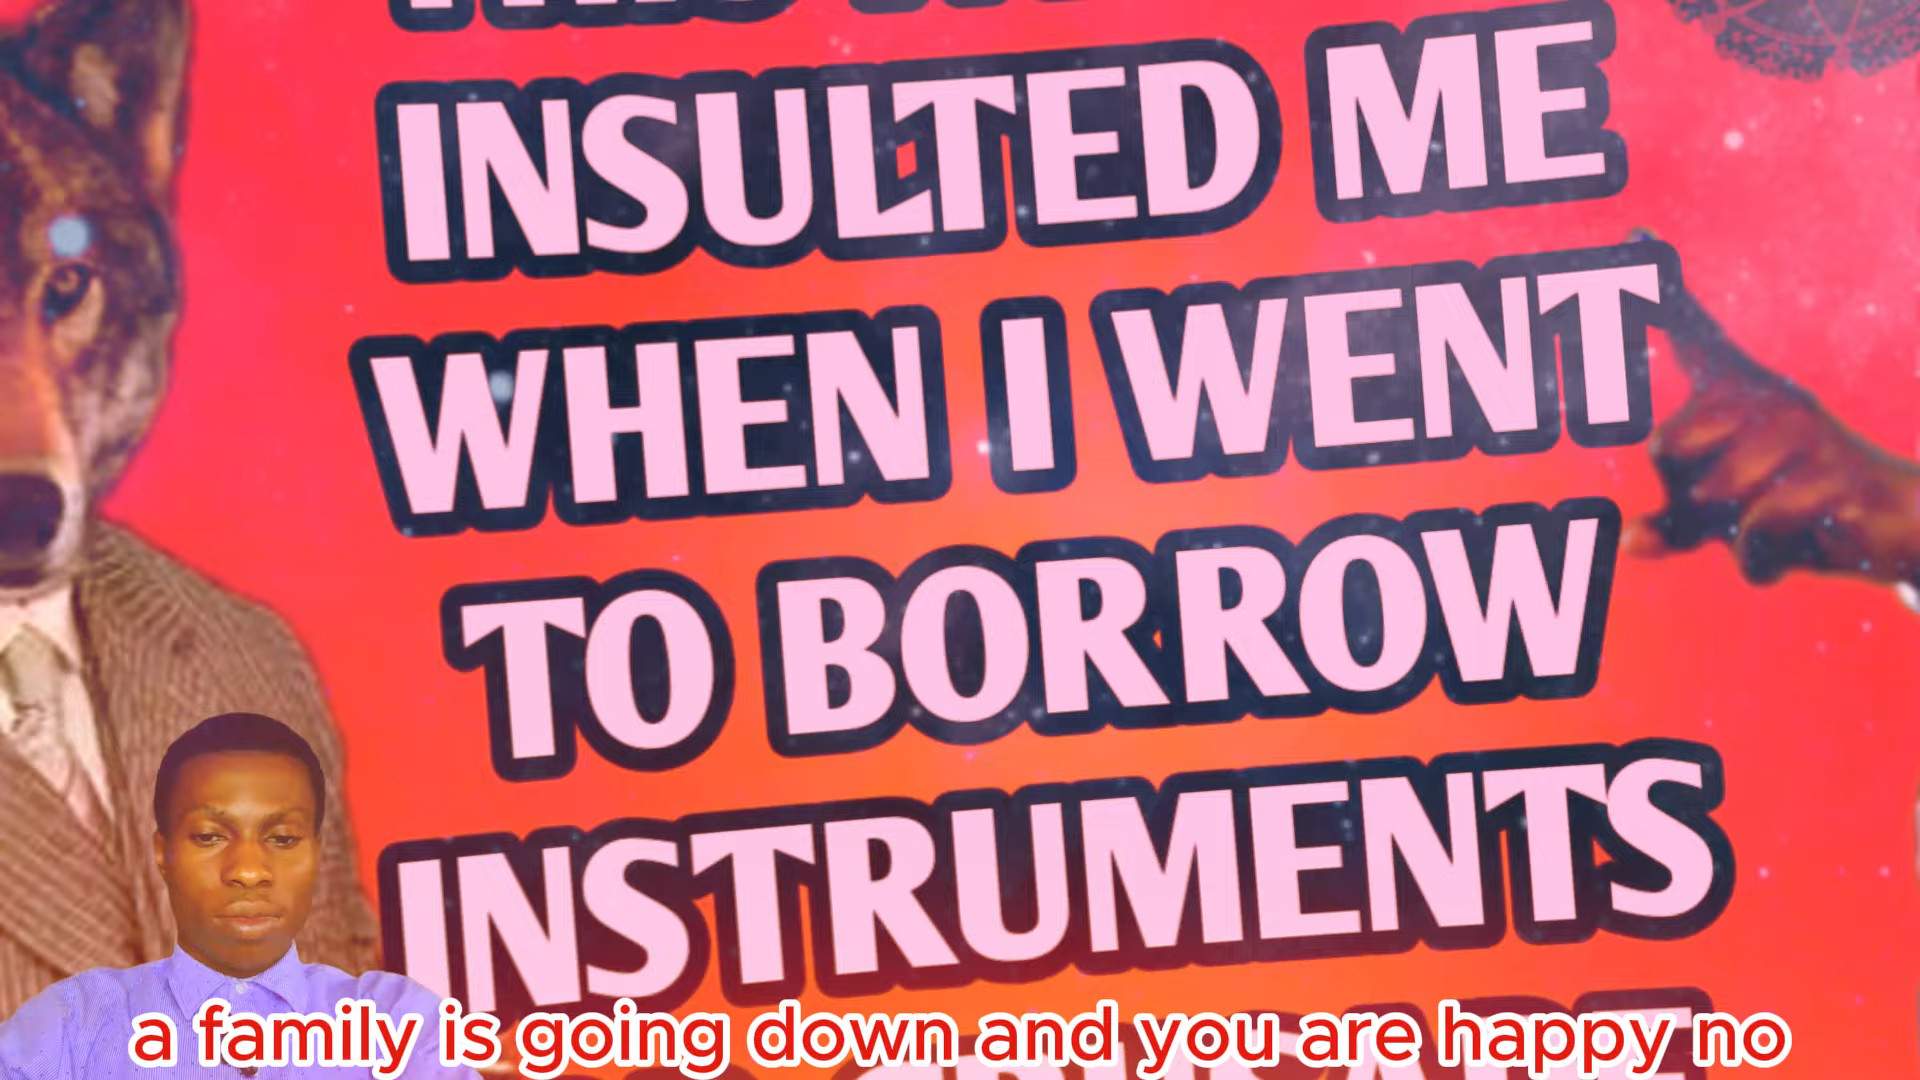 INSULTED ME
WHEN I WENT
TO BORROW
INSTRUMENTS
a family is going down and you are happy no